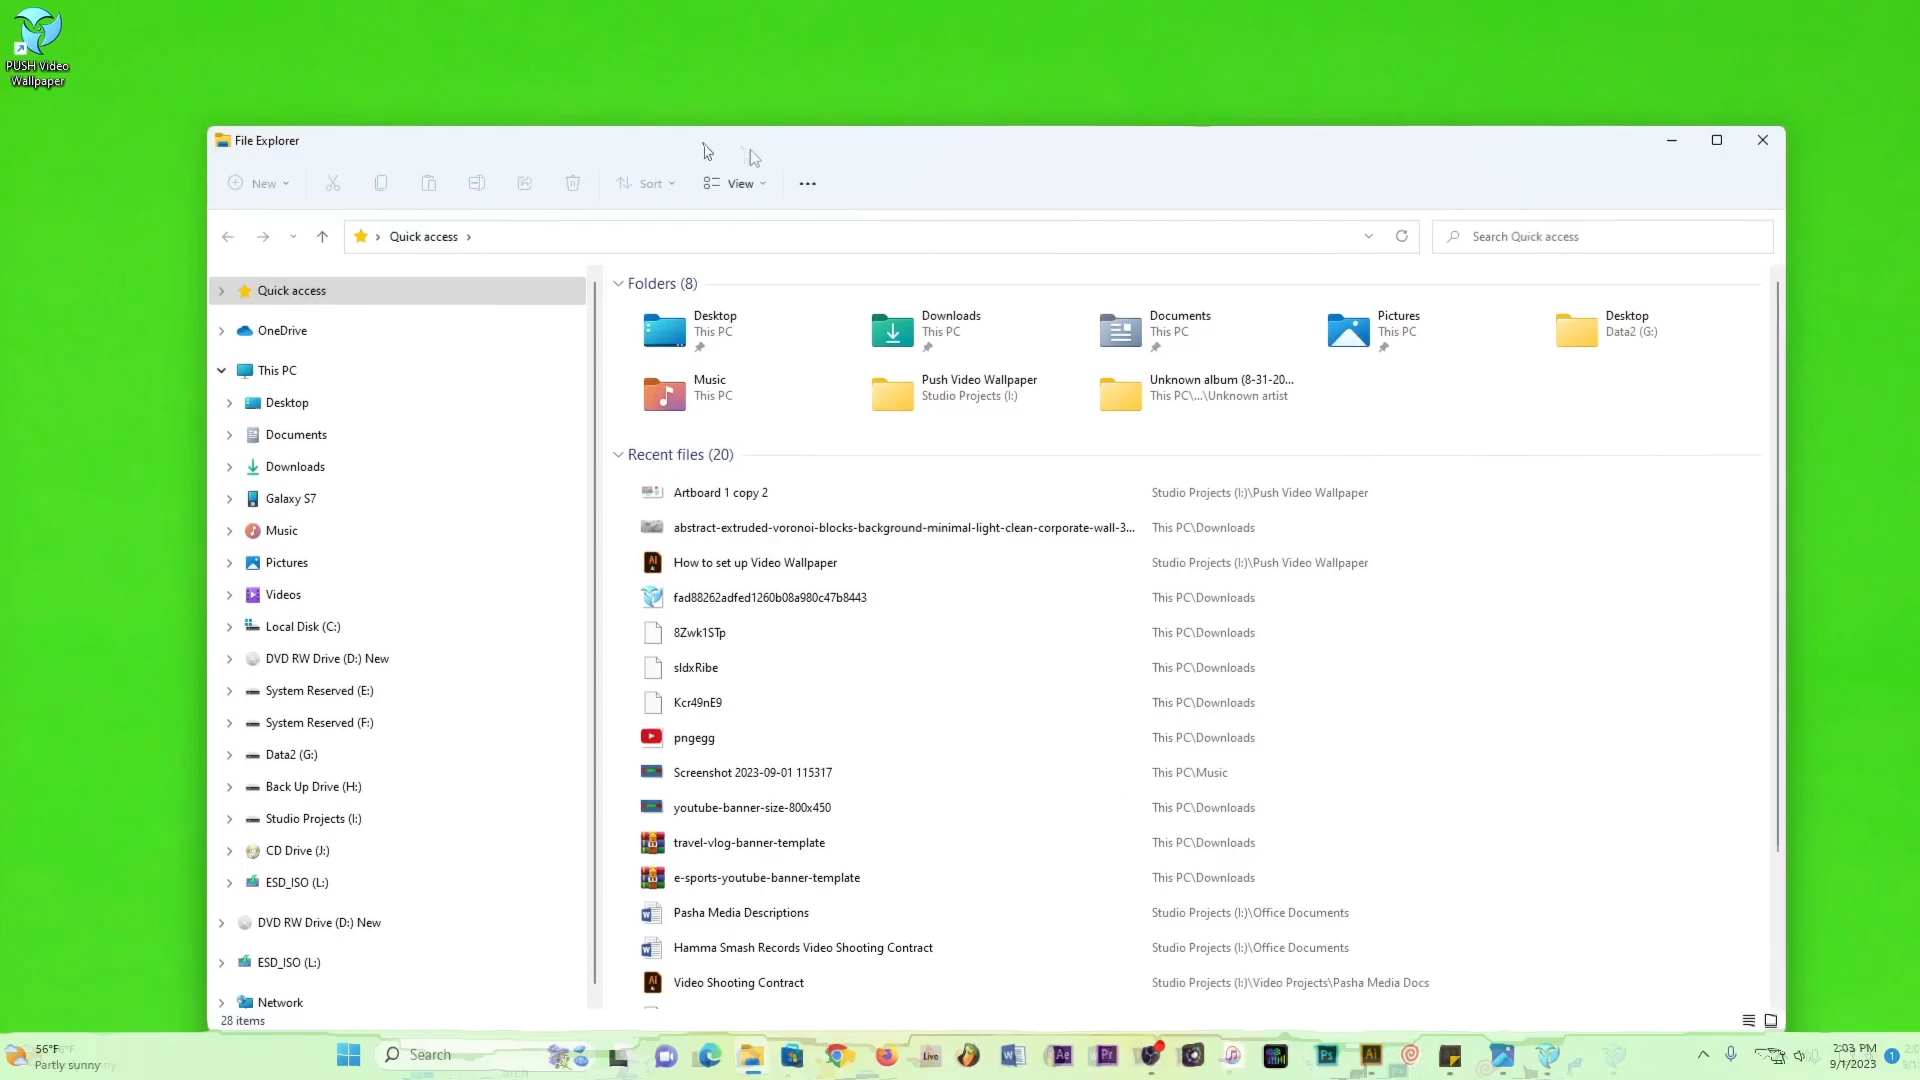 PUSH Video
Wallpaper
File Explorer
New
Sort
View
Quick access
Search Quick access
Quick access
OneDrive
This PC
Desktop
Documents
Downloads
Galaxy S7
Music
Pictures
Videos
Local Disk (C:)
DVD RW Drive (D:) New
System Reserved (E:)
System Reserved (F:)
Data2 (G:)
Back Up Drive (H:)
Studio Projects (I:)
CD Drive (J:)
ESD_ISO (L:)
DVD RW Drive (D:) New
ESD_ISO (L:)
Network
28 items
Folders (8)
Desktop
This PC
Downloads
This PC
Documents
This PC
Pictures
This PC
Desktop
Data2 (G:)
Music
This PC
Push Video Wallpaper
Studio Projects (I:)
Unknown album (8-31-20...
This PC\...\Unknown artist
Recent files (20)
Artboard 1 copy 2 Studio Projects (I:)\Push Video Wallpaper
abstract-extruded-voronoi-blocks-background-minimal-light-clean-corporate-wall-3... This PC\Downloads
How to set up Video Wallpaper Studio Projects (I:)\Push Video Wallpaper
fad88262adfed1260b08a980c47b8443 This PC\Downloads
8Zwk1STp This PC\Downloads
sldxRibe This PC\Downloads
Kcr49nE9 This PC\Downloads
pngegg This PC\Downloads
Screenshot 2023-09-01 115317 This PC\Music
youtube-banner-size-800x450 This PC\Downloads
travel-vlog-banner-template This PC\Downloads
e-sports-youtube-banner-template This PC\Downloads
Pasha Media Descriptions Studio Projects (I:)\Office Documents
Hamma Smash Records Video Shooting Contract Studio Projects (I:)\Office Documents
Video Shooting Contract Studio Projects (I:)\Video Projects\Pasha Media Docs
56°F
Partly sunny
Search
Live
Ae
Pr
Ps
Ai
2:03 PM
9/1/2023
1